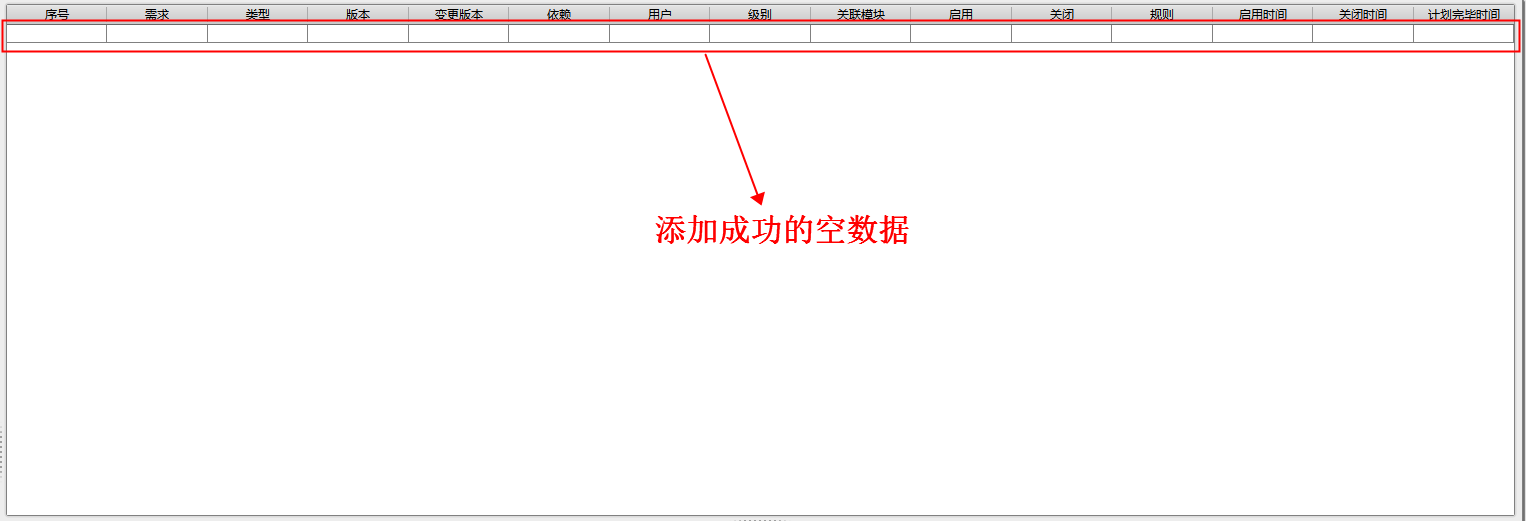 序号 需求 类型 版本 变更版本 依赖 用户 级别 关联模块 启用 关闭 规则 启用时间 关闭时间 计划完毕时间
添加成功的空数据